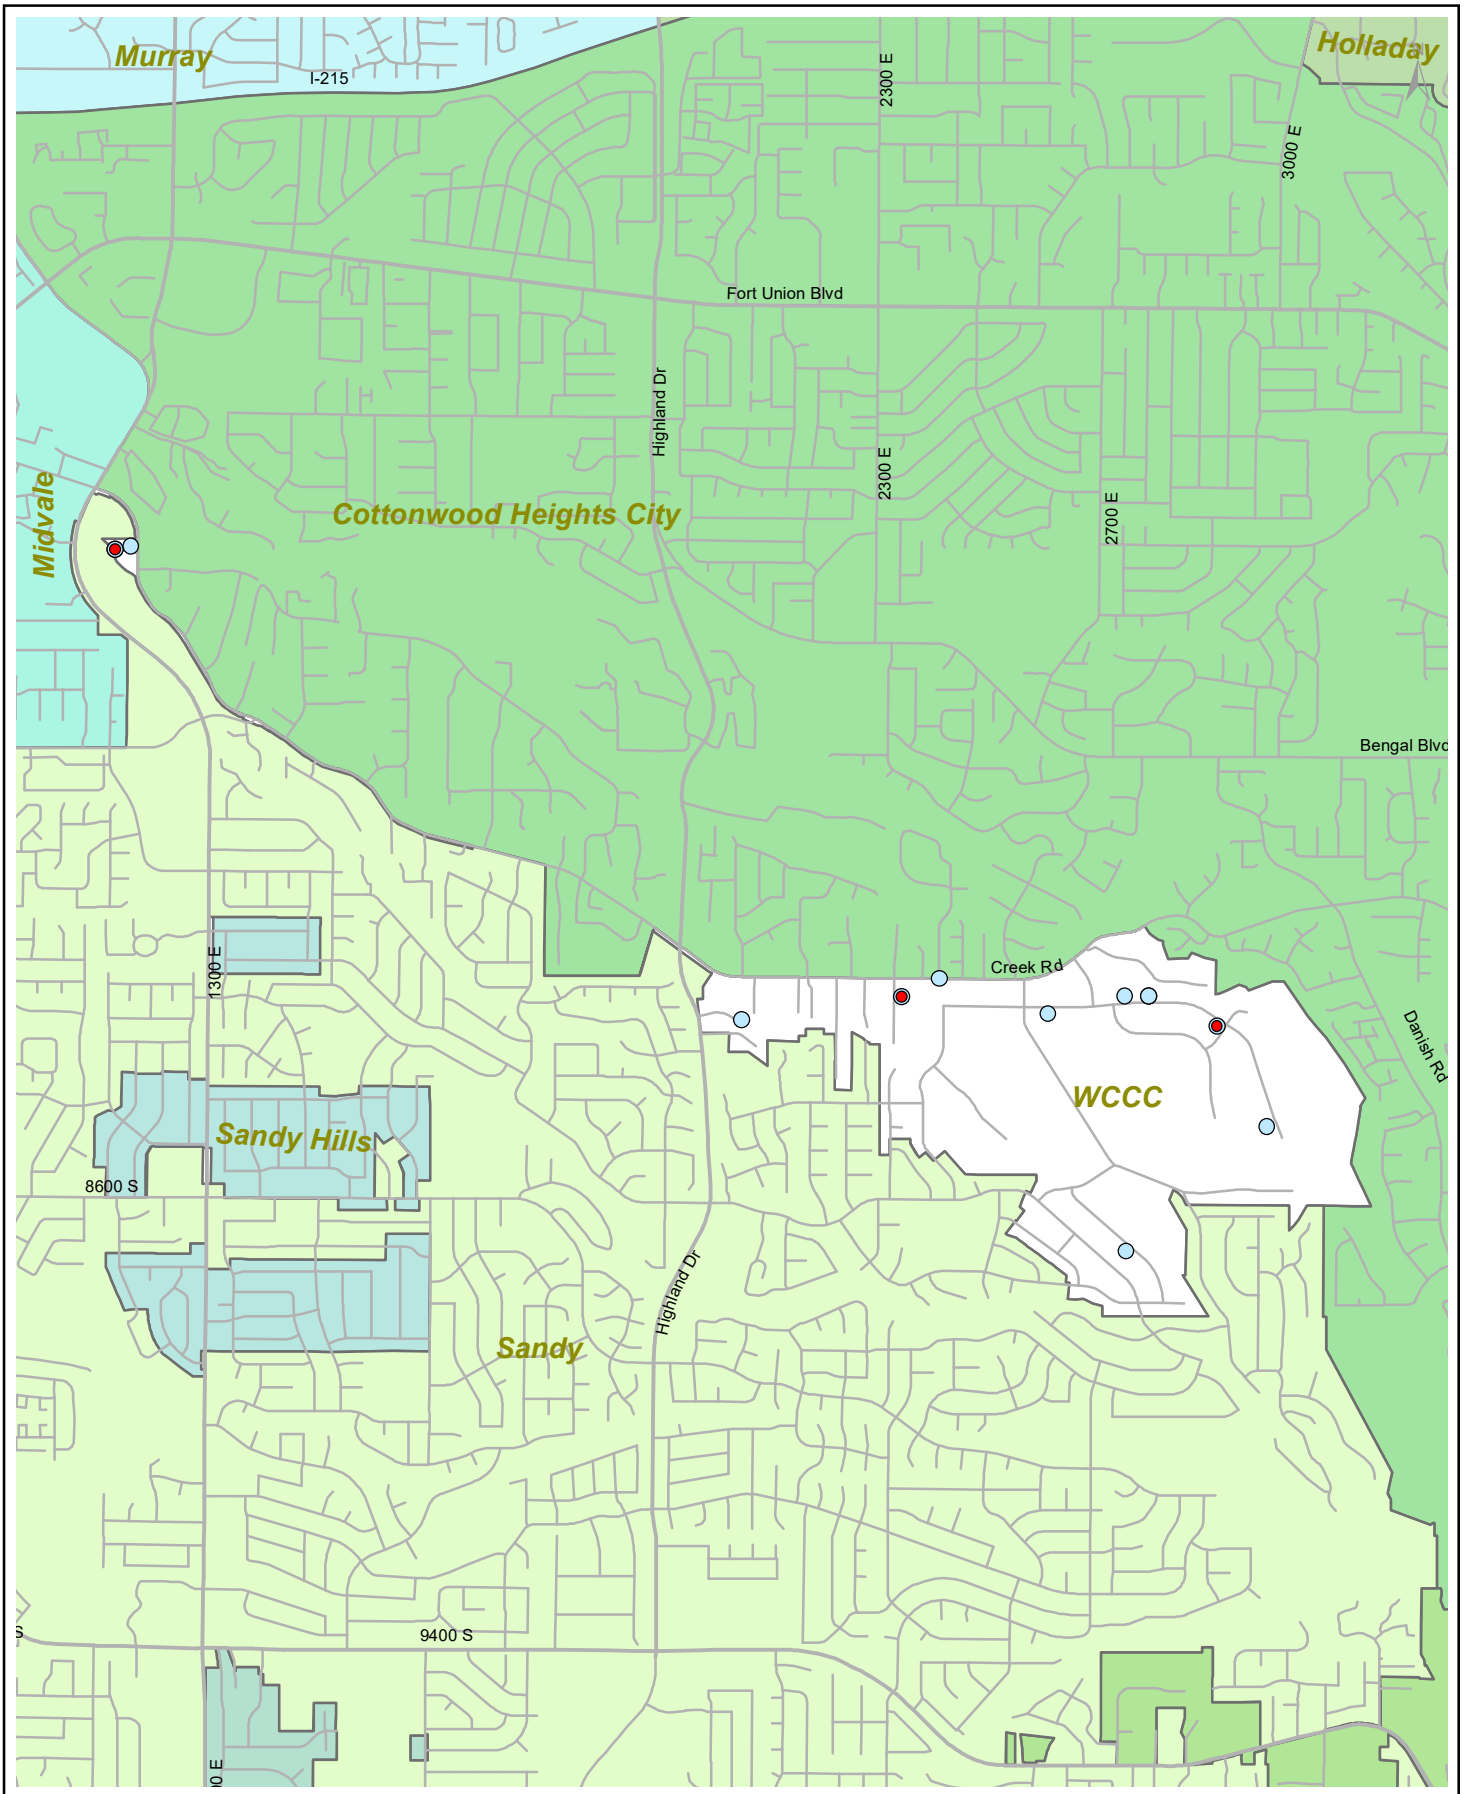 Murray
Holladay
I-215
2300 E
3000 E
Fort Union Blvd
Highland Dr
2300 E
Midvale
Cottonwood Heights City
2700 E
Bengal Blvd
1300 E
Creek Rd
Danish Rd
WCCC
Sandy Hills
8600 S
Highland Dr
Sandy
S
9400 S
00 E